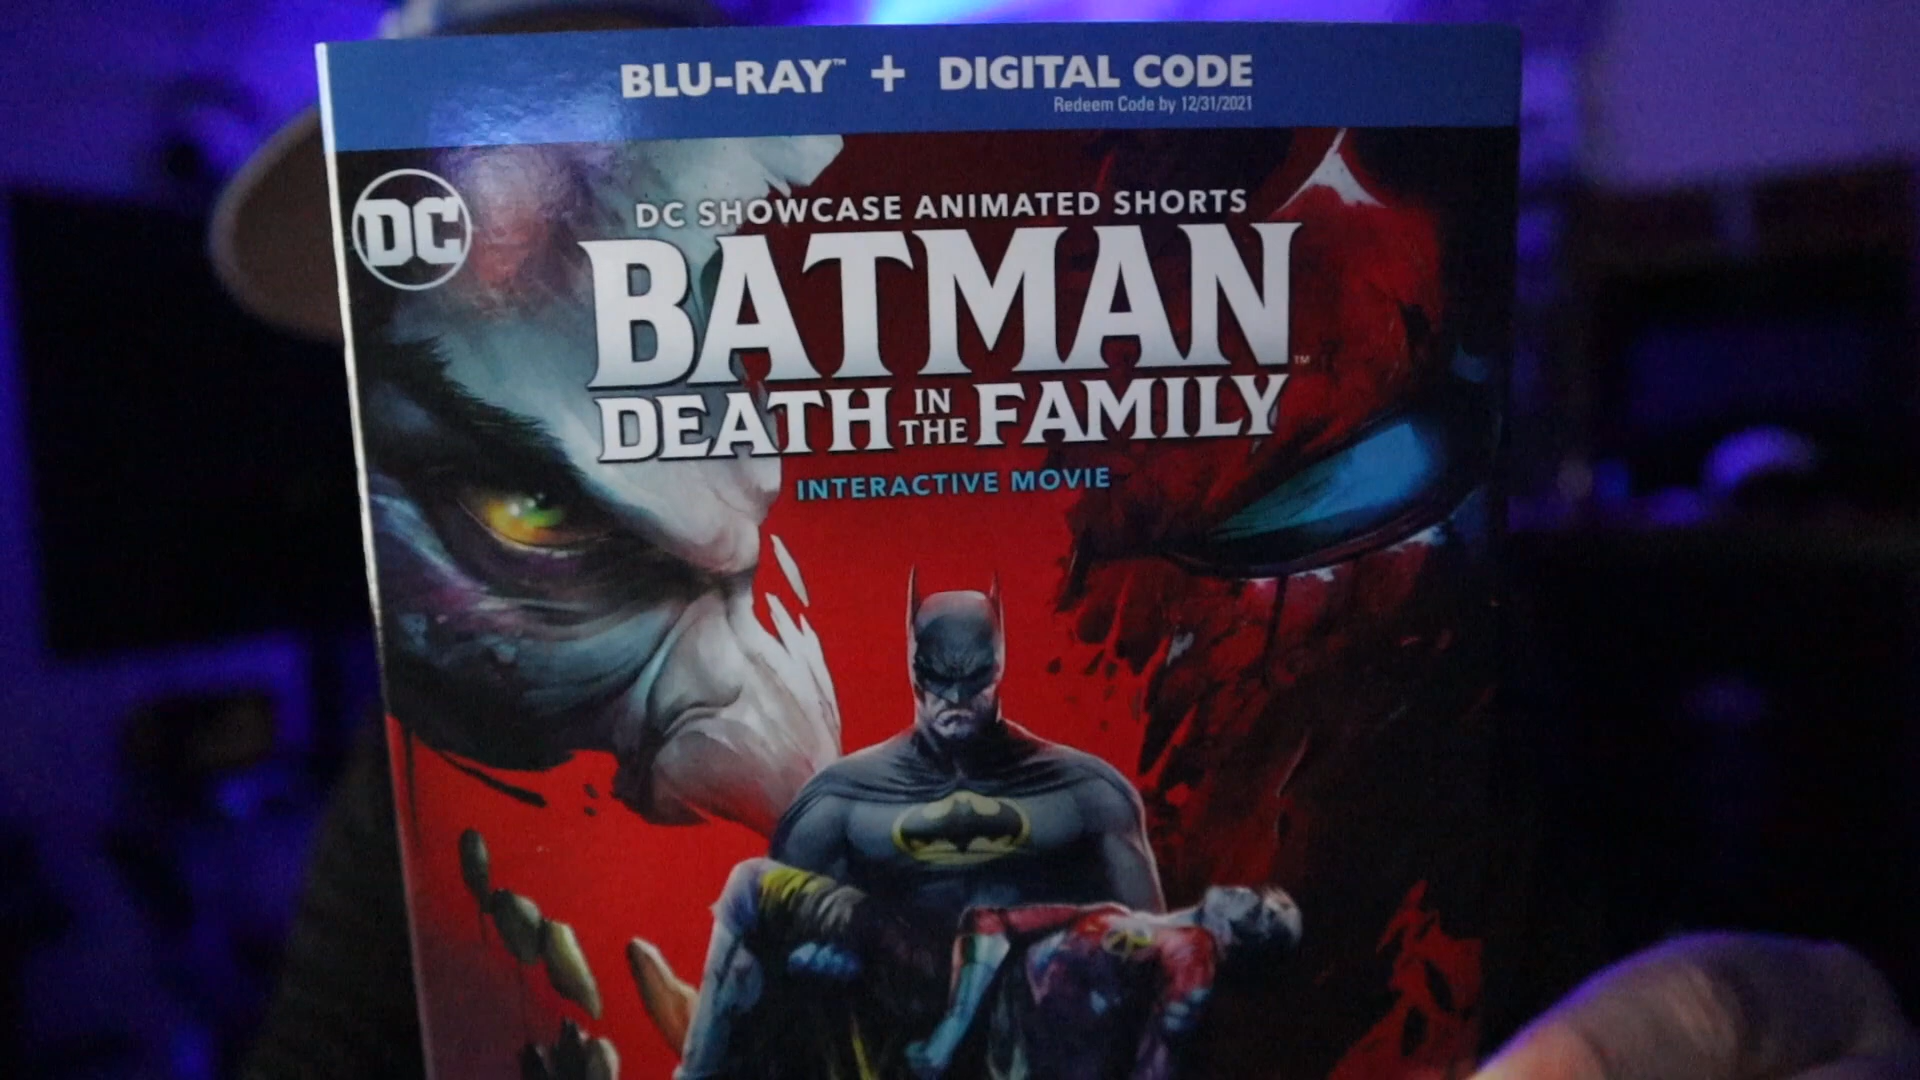 BLU-RAY™ + DIGITAL CODE
Redeem Code by 12/31/2021
DC
DC SHOWCASE ANIMATED SHORTS
BATMAN™
DEATH IN THE FAMILY
INTERACTIVE MOVIE